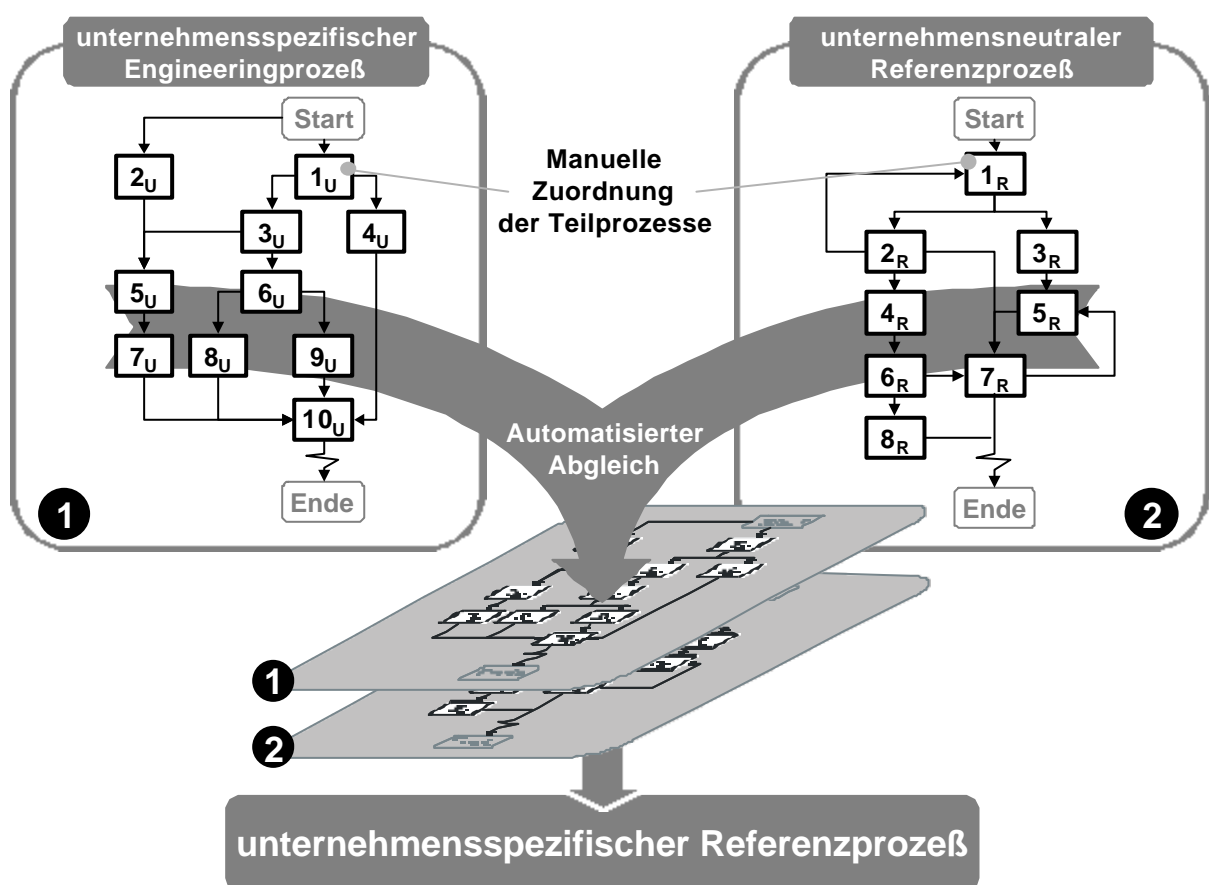 unternehmensspezifischer
Engineeringprozeß
Start
2U
1U
3U
4U
5U
6U
7U
8U
9U
10U
Ende
1
Manuelle
Zuordnung
der Teilprozesse
unternehmensneutraler
Referenzprozeß
Start
1R
2R
3R
4R
5R
6R
7R
8R
Ende
2
Automatisierter
Abgleich
1
2
unternehmensspezifischer Referenzprozeß